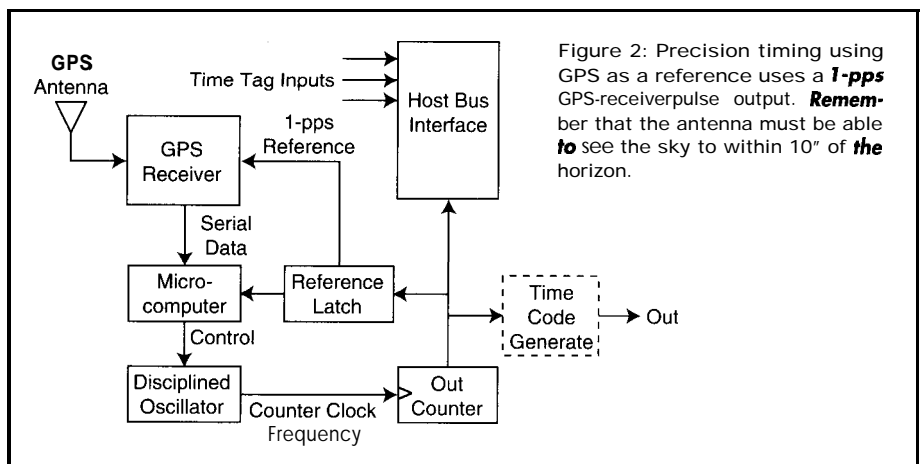 GPS
Antenna
Time Tag Inputs
1-pps
Reference
GPS
Receiver
Host Bus
Interface
Serial
Data
Micro-
computer
Reference
Latch
Time
Code
Generate
Out
Control
Disciplined
Oscillator
Counter Clock
Frequency
Out
Counter
Figure 2: Precision timing using
GPS as a reference uses a 1-pps
GPS-receiverpulse output. Remem-
ber that the antenna must be able
to see the sky to within 10" of the
horizon.